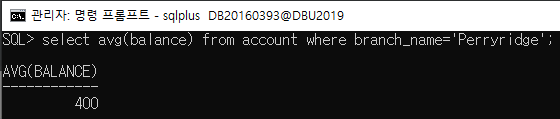 관리자: 명령 프롬프트 - sqlplus DB20160393@DBU2019
SQL> select avg(balance) from account where branch_name='Perryridge';
AVG(BALANCE)
------------
400